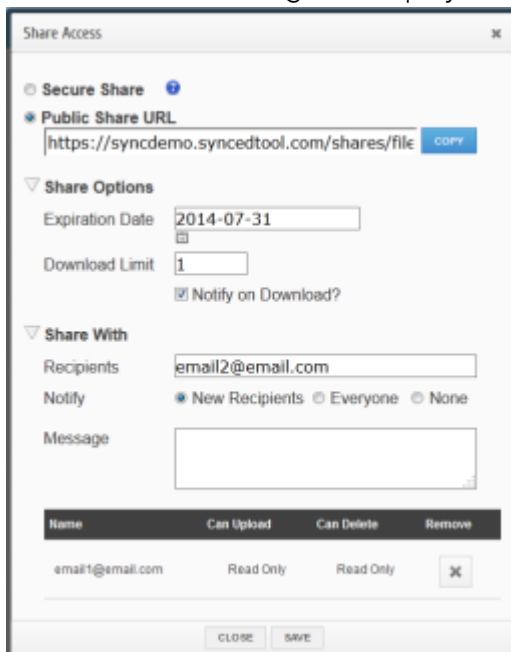 Share Access
Secure Share
Public Share URL
https://syncdemo.syncedtool.com/shares/file COPY
Share Options
Expiration Date 2014-07-31
Download Limit 1
Notify on Download?
Share With
Recipients email2@email.com
Notify New Recipients Everyone None
Message
Name Can Upload Can Delete Remove
email1@email.com Read Only Read Only
CLOSE SAVE